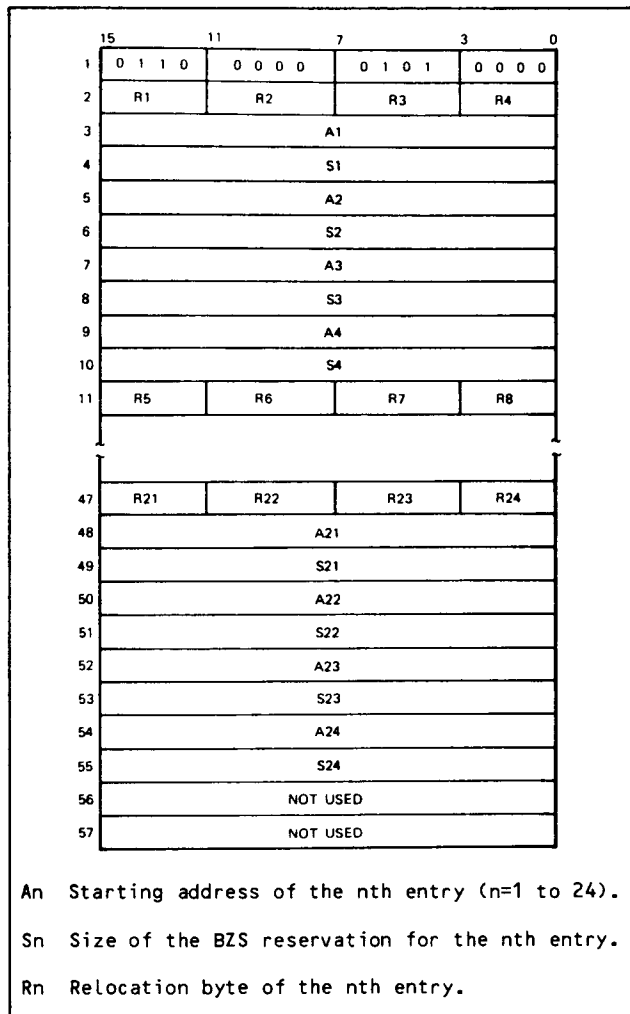 15 11 7 3 0
1 0 1 1 0 0 0 0 0 0 1 0 1 0 0 0 0
2 R1 R2 R3 R4
3 A1
4 S1
5 A2
6 S2
7 A3
8 S3
9 A4
10 S4
11 R5 R6 R7 R8
47 R21 R22 R23 R24
48 A21
49 S21
50 A22
51 S22
52 A23
53 S23
54 A24
55 S24
56 NOT USED
57 NOT USED
An Starting address of the nth entry (n=1 to 24).
Sn Size of the BZS reservation for the nth entry.
Rn Relocation byte of the nth entry.